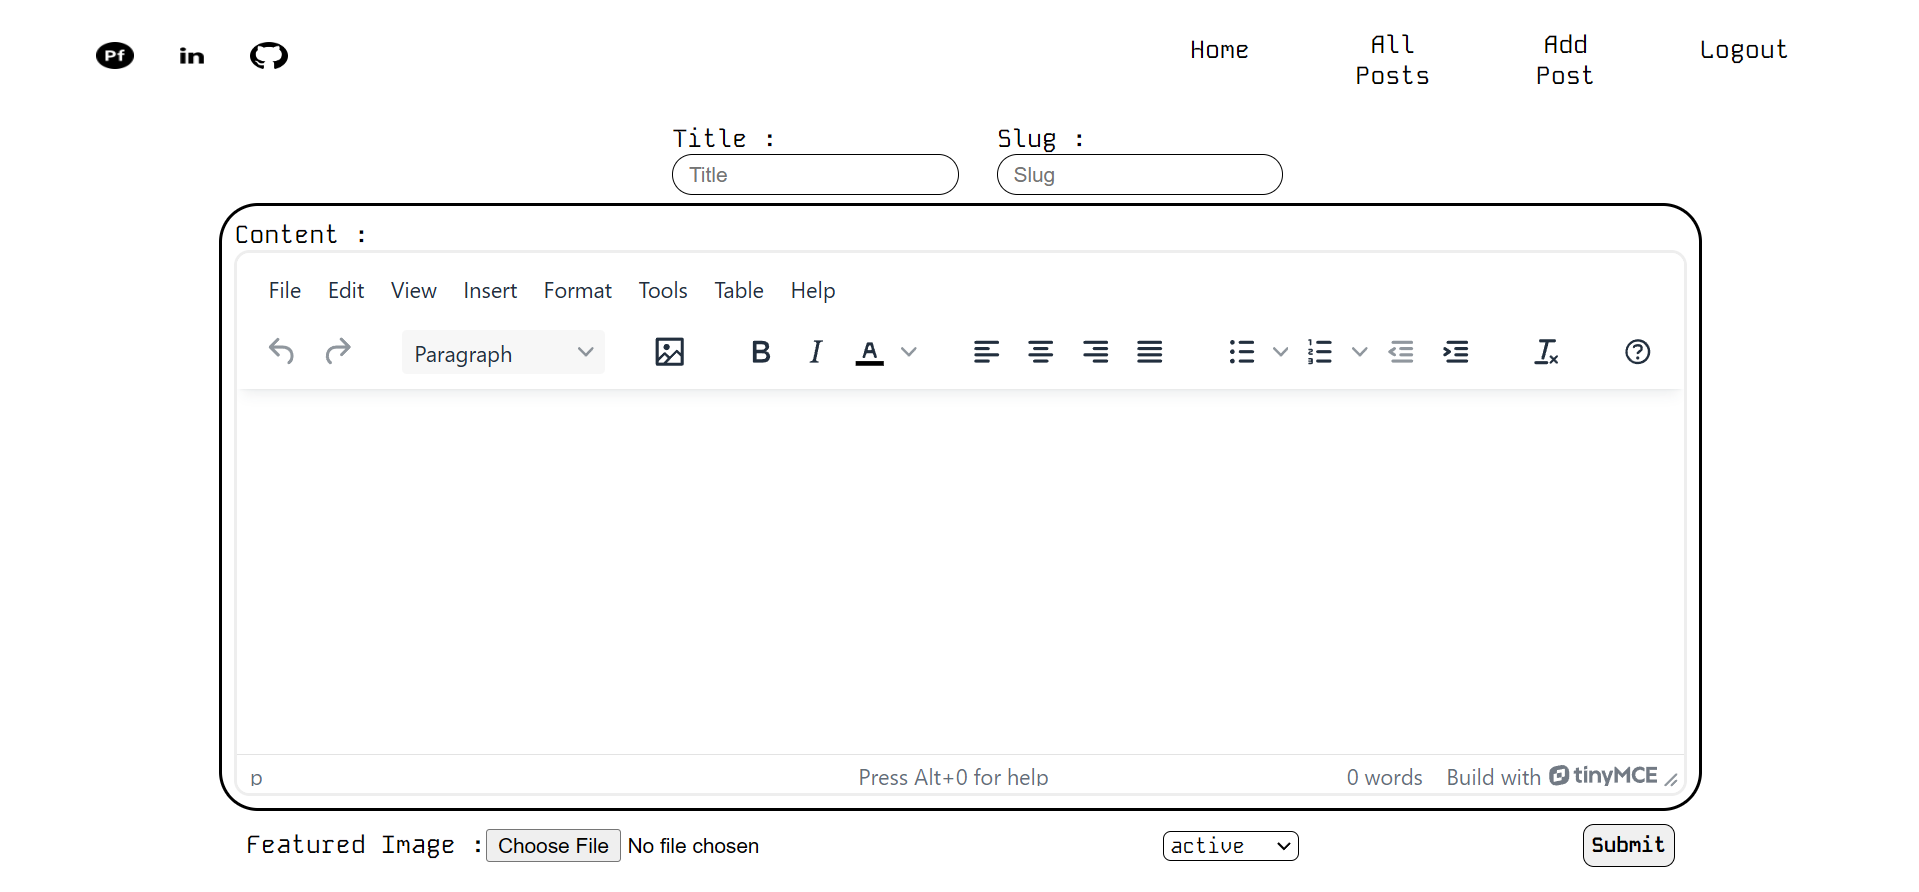 Pf in Home All Posts Add Post Logout
Title : Slug :
Title Slug
Content :
File Edit View Insert Format Tools Table Help
Paragraph B I A
p Press Alt+0 for help 0 words Build with tinyMCE
Featured Image : Choose File No file chosen active Submit